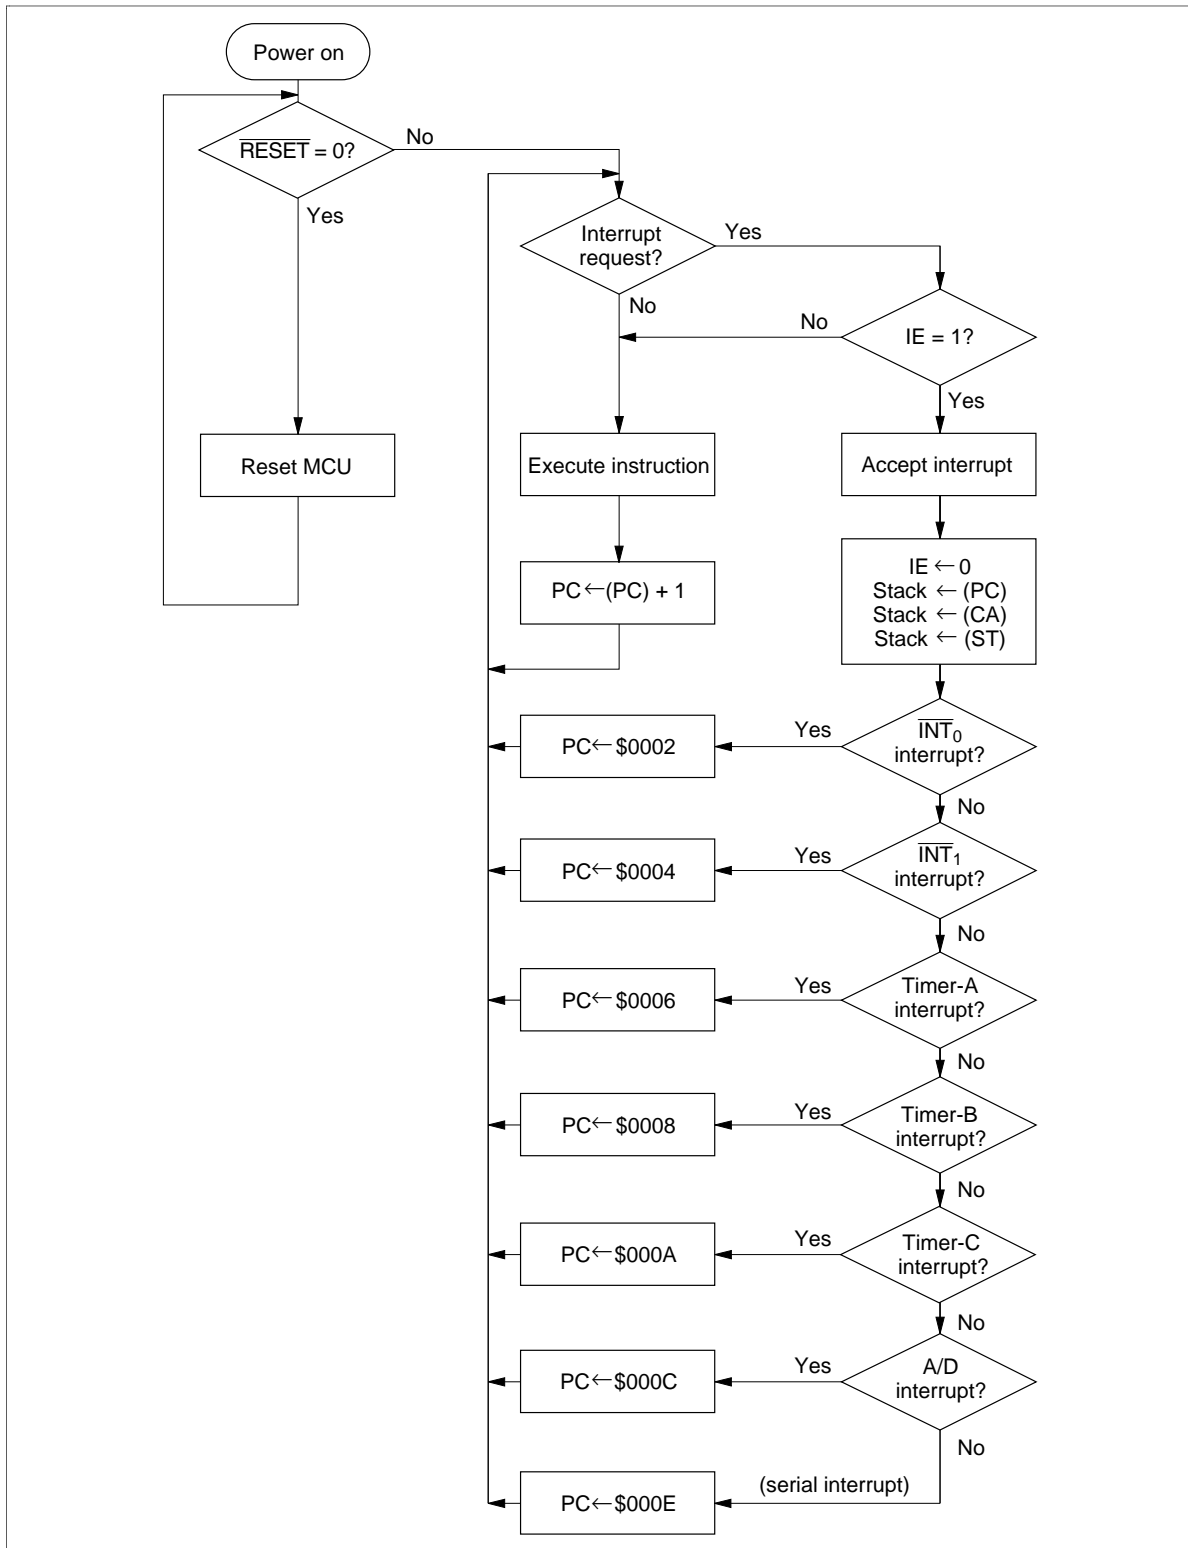 Power on
RESET = 0?
No
Yes
Interrupt
request?
Yes
No
No
IE = 1?
Yes
Reset MCU
Execute instruction
Accept interrupt
PC←(PC) + 1
IE ← 0
Stack ← (PC)
Stack ← (CA)
Stack ← (ST)
PC← $0002
Yes
INT0
interrupt?
No
PC← $0004
Yes
INT1
interrupt?
No
PC← $0006
Yes
Timer-A
interrupt?
No
PC← $0008
Yes
Timer-B
interrupt?
No
PC← $000A
Yes
Timer-C
interrupt?
No
PC← $000C
Yes
A/D
interrupt?
No
PC← $000E
(serial interrupt)